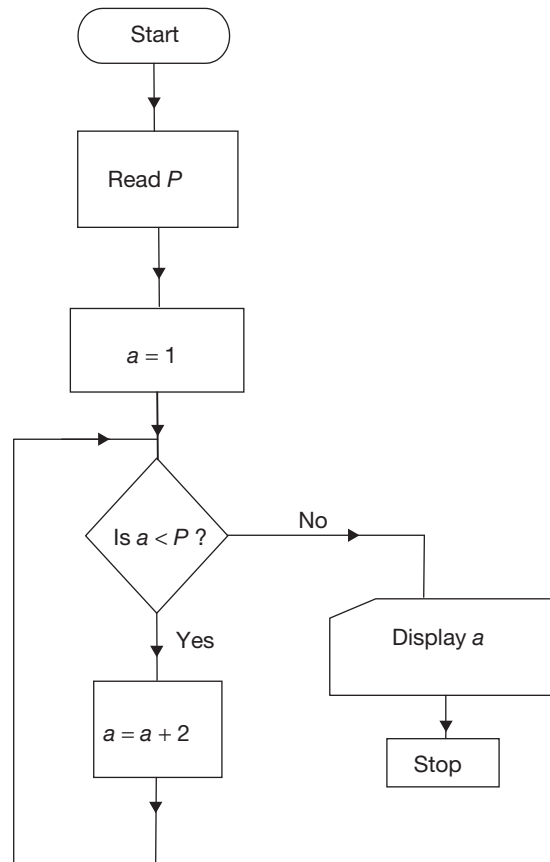 Start
Read P
a = 1
Is a < P ?
No
Yes
Display a
a = a + 2
Stop